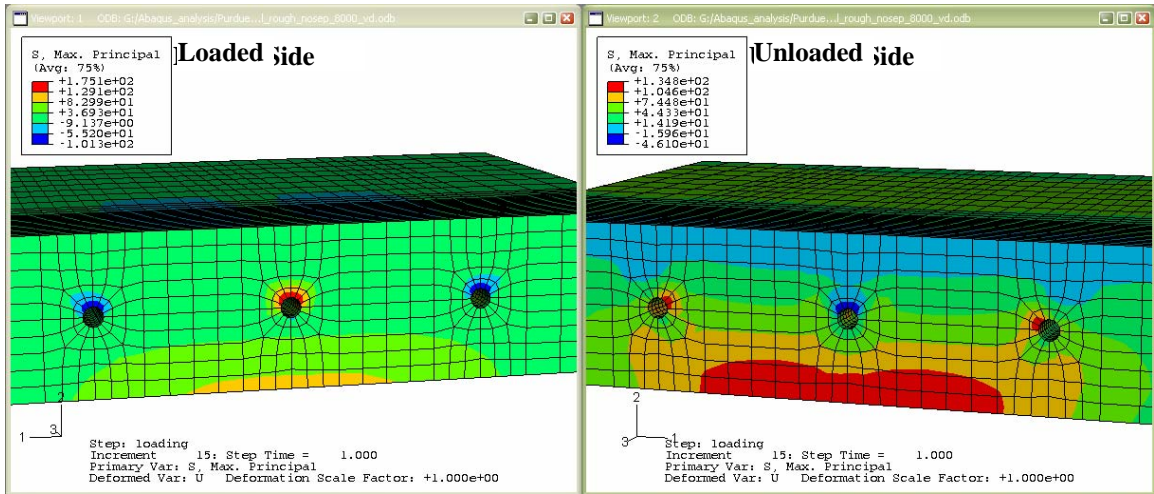 Viewport: 1 ODB: G:/Abaqus_analysis/Purdue...l_rough_nosep_8000_vd.odb
Loaded Side
S, Max. Principal
(Avg: 75%)
+1.751e+02
+1.291e+02
+8.299e+01
+3.693e+01
-9.137e+00
-5.520e+01
-1.013e+02
2
3
1
Step: loading
Increment 15: Step Time = 1.000
Primary Var: S, Max. Principal
Deformed Var: U Deformation Scale Factor: +1.000e+00
Viewport: 2 ODB: G:/Abaqus_analysis/Purdue...l_rough_nosep_8000_vd.odb
Unloaded Side
S, Max. Principal
(Avg: 75%)
+1.348e+02
+1.046e+02
+7.448e+01
+4.433e+01
+1.419e+01
-1.596e+01
-4.610e+01
2
3
1
Step: loading
Increment 15: Step Time = 1.000
Primary Var: S, Max. Principal
Deformed Var: U Deformation Scale Factor: +1.000e+00